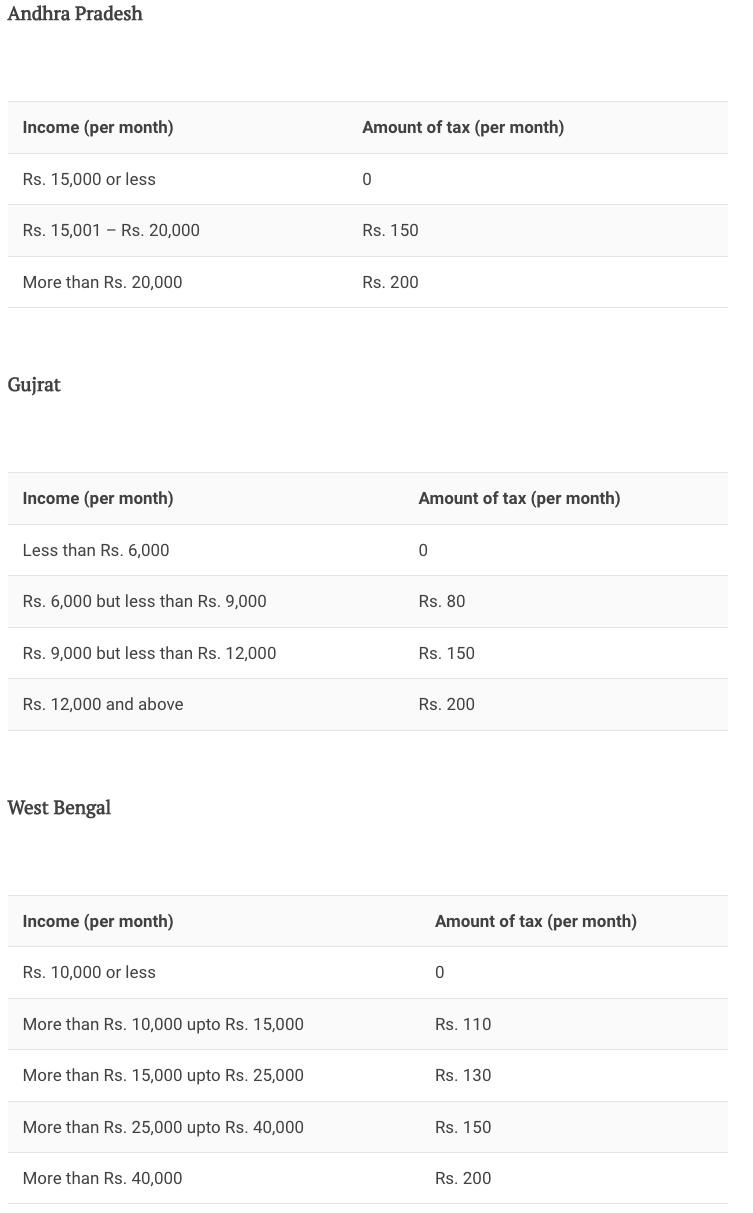 Andhra Pradesh
Income (per month) Amount of tax (per month)
Rs. 15,000 or less 0
Rs. 15,001 – Rs. 20,000 Rs. 150
More than Rs. 20,000 Rs. 200
Gujrat
Income (per month) Amount of tax (per month)
Less than Rs. 6,000 0
Rs. 6,000 but less than Rs. 9,000 Rs. 80
Rs. 9,000 but less than Rs. 12,000 Rs. 150
Rs. 12,000 and above Rs. 200
West Bengal
Income (per month) Amount of tax (per month)
Rs. 10,000 or less 0
More than Rs. 10,000 upto Rs. 15,000 Rs. 110
More than Rs. 15,000 upto Rs. 25,000 Rs. 130
More than Rs. 25,000 upto Rs. 40,000 Rs. 150
More than Rs. 40,000 Rs. 200